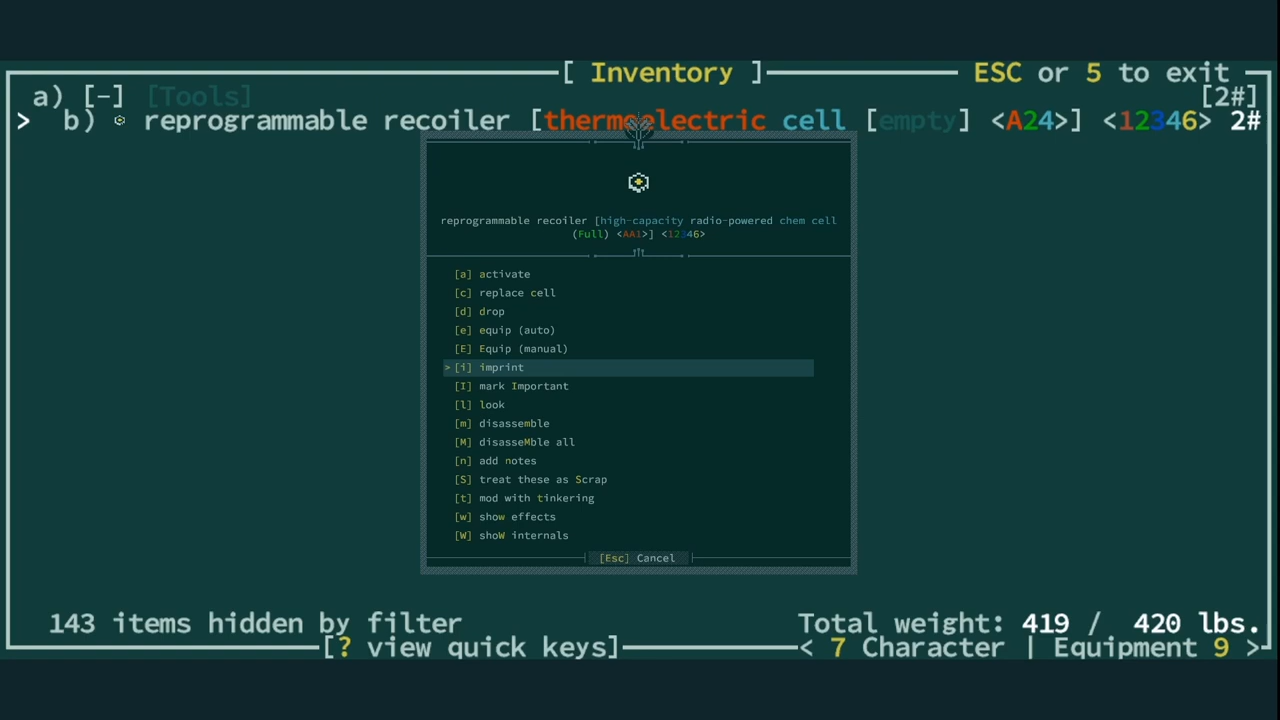 [ Inventory ] ESC or 5 to exit
a) [-] [Tools] [2#]
> b) reprogrammable recoiler [thermoelectric cell [empty] <A24>] <12346> 2#
reprogrammable recoiler [high-capacity radio-powered chem cell
(Full) <AA1>] <12346>
[a] activate
[c] replace cell
[d] drop
[e] equip (auto)
[E] Equip (manual)
> [i] imprint
[I] mark Important
[l] look
[m] disassemble
[M] disasseMble all
[n] add notes
[S] treat these as Scrap
[t] mod with tinkering
[w] show effects
[W] shoW internals
[Esc] Cancel
143 items hidden by filter Total weight: 419 / 420 lbs.
[? view quick keys] < 7 Character | Equipment 9 >